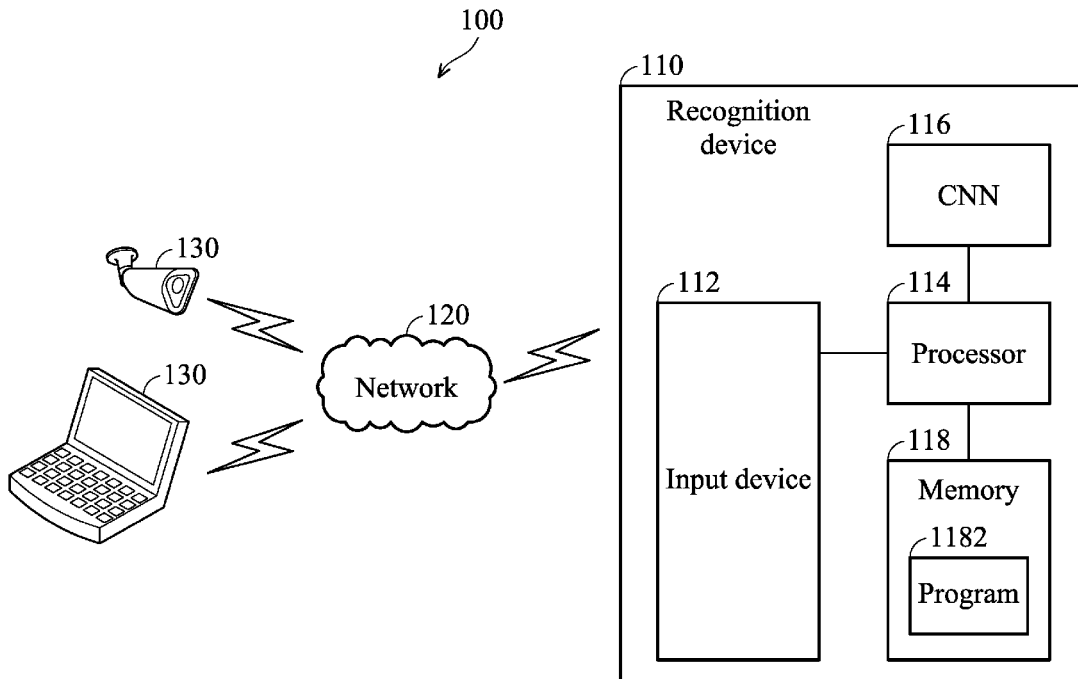 100
110
Recognition
device
116
CNN
130
112
114
120
Processor
Network
130
118
Input device
Memory
1182
Program